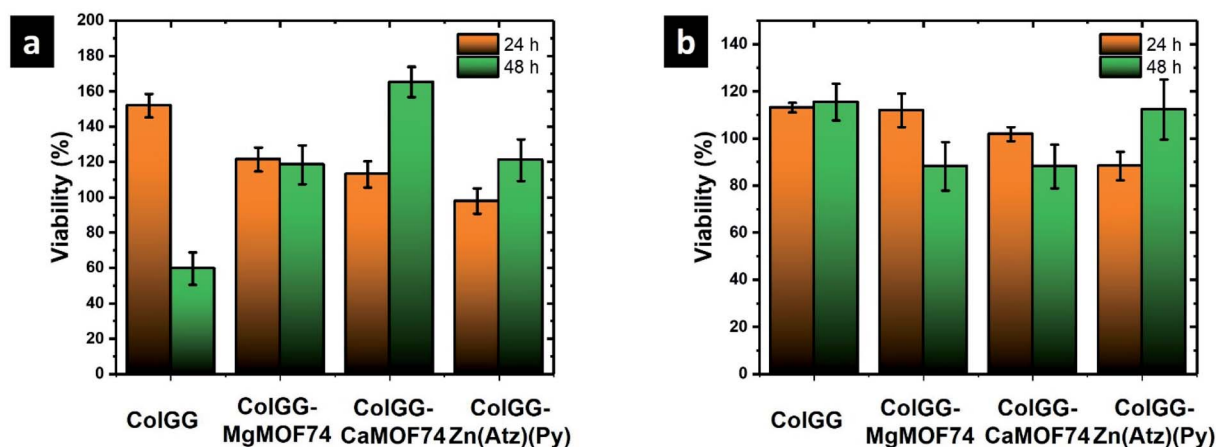 a
Viability (%)
200
180
160
140
120
100
80
60
40
20
0
24 h
48 h
ColGG
ColGG-
MgMOF74
ColGG-
CaMOF74
ColGG-
Zn(Atz)(Py)
b
Viability (%)
140
120
100
80
60
40
20
0
24 h
48 h
ColGG
ColGG-
MgMOF74
ColGG-
CaMOF74
ColGG-
Zn(Atz)(Py)